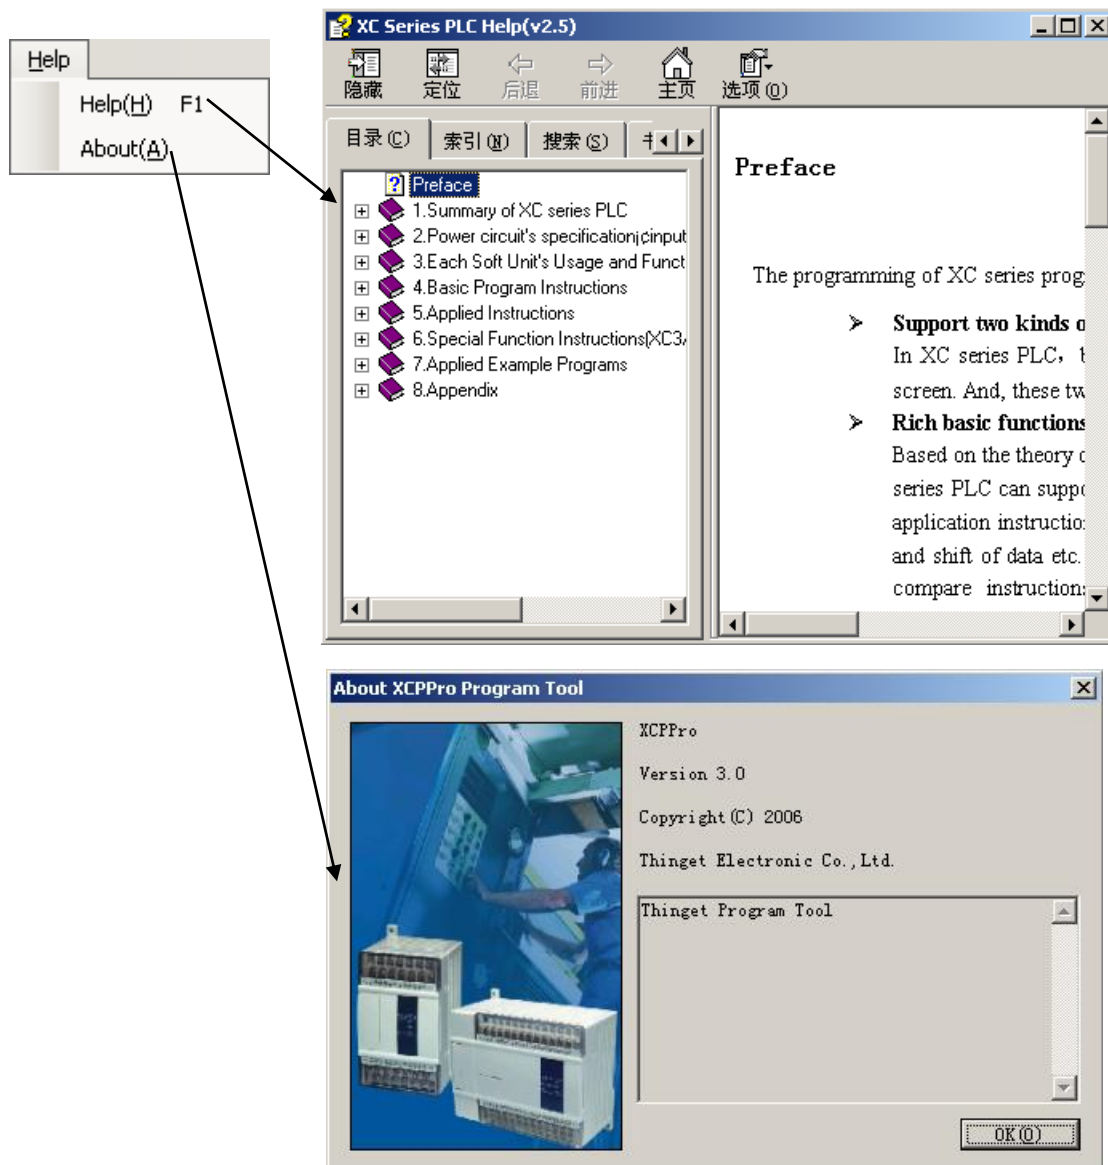 Help
Help(H) F1
About(A)
XC Series PLC Help(v2.5)
隐藏 定位 后退 前进 主页 选项(O)
目录(C) 索引(N) 搜索(S)
Preface
1.Summary of XC series PLC
2.Power circuit's specification¡¢input
3.Each Soft Unit's Usage and Funct
4.Basic Program Instructions
5.Applied Instructions
6.Special Function Instructions(XC3
7.Applied Example Programs
8.Appendix
Preface
The programming of XC series prog
Support two kinds o
In XC series PLC，t
screen. And, these tw
Rich basic functions
Based on the theory o
series PLC can suppo
application instructio
and shift of data etc.
compare instructions
About XCPPro Program Tool
XCPPro
Version 3.0
Copyright(C) 2006
Thinget Electronic Co.,Ltd.
Thinget Program Tool
OK(O)